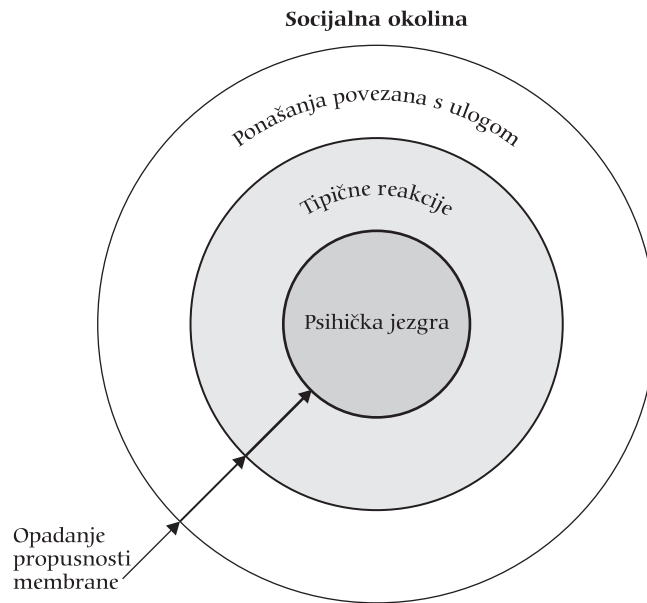 Socijalna okolina
Ponašanja povezana s ulogom
Tipične reakcije
Psihička jezgra
Opadanje
propusnosti
membrane